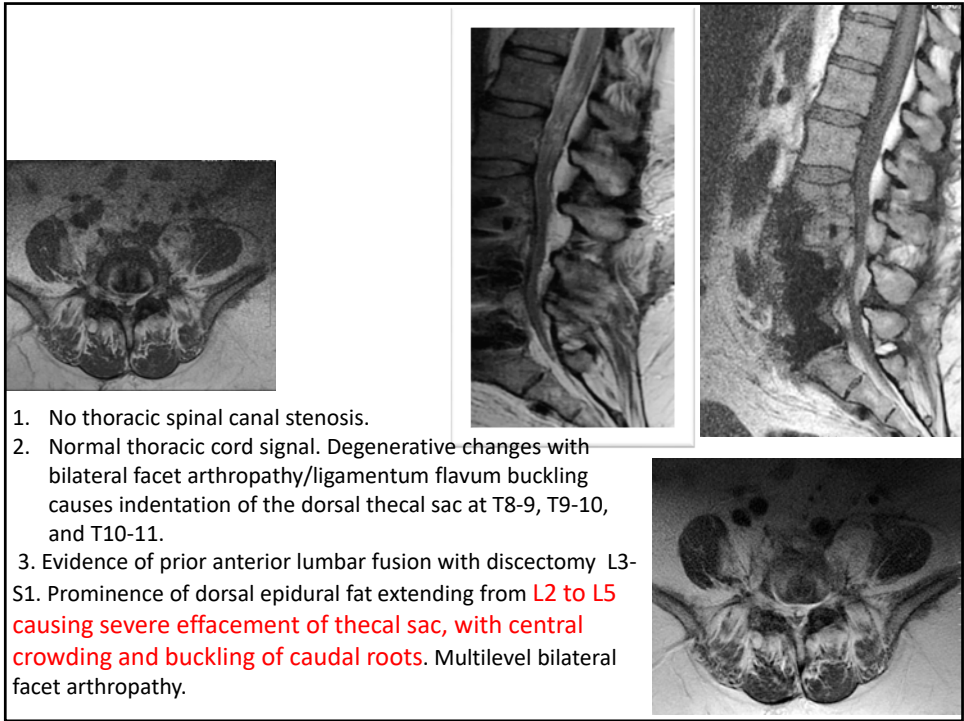 1. No thoracic spinal canal stenosis.
2. Normal thoracic cord signal. Degenerative changes with
bilateral facet arthropathy/ligamentum flavum buckling
causes indentation of the dorsal thecal sac at T8-9, T9-10,
and T10-11.
3. Evidence of prior anterior lumbar fusion with discectomy L3-
S1. Prominence of dorsal epidural fat extending from L2 to L5
causing severe effacement of thecal sac, with central
crowding and buckling of caudal roots. Multilevel bilateral
facet arthropathy.